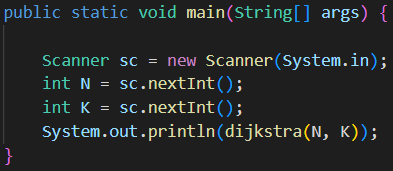 public static void main(String[] args) {
Scanner sc = new Scanner(System.in);
int N = sc.nextInt();
int K = sc.nextInt();
System.out.println(dijkstra(N, K));
}